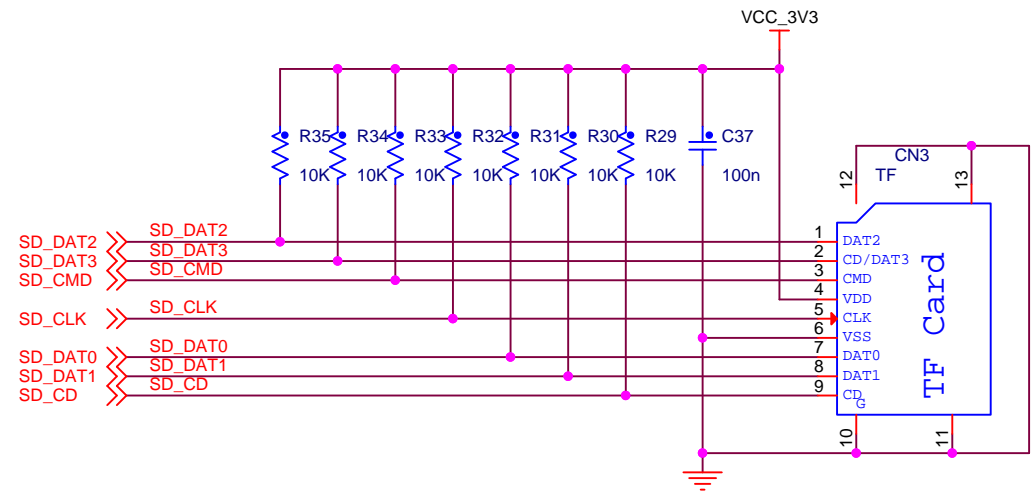 VCC_3V3
R35 R34 R33 R32 R31 R30 R29 C37
10K 10K 10K 10K 10K 10K 10K 100n
CN3
TF
12
13
SD_DAT2 SD_DAT2 1 DAT2
SD_DAT3 SD_DAT3 2 CD/DAT3
SD_CMD SD_CMD 3 CMD
4 VDD
SD_CLK SD_CLK 5 CLK
6 VSS
SD_DAT0 SD_DAT0 7 DAT0
SD_DAT1 SD_DAT1 8 DAT1
SD_CD SD_CD 9 CD
G
TF Card
10
11